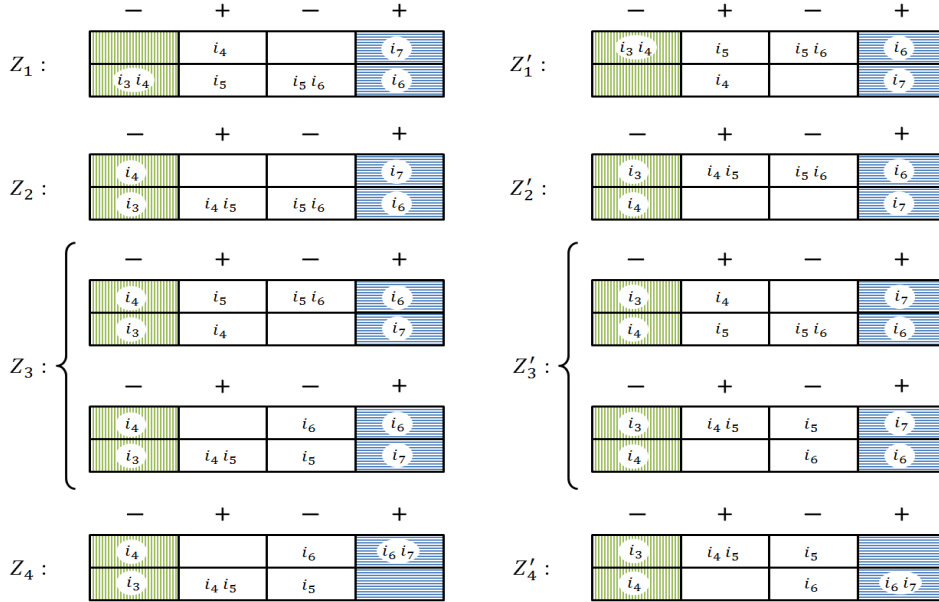 − + − + − + − +
Z₁ : i₄ i₇ Z₁′ : i₃ i₄ i₅ i₅ i₆ i₆
i₃ i₄ i₅ i₅ i₆ i₆ i₄ i₇
− + − + − + − +
Z₂ : i₄ i₇ Z₂′ : i₃ i₄ i₅ i₅ i₆ i₆
i₃ i₄ i₅ i₅ i₆ i₆ i₄ i₇
− + − + − + − +
i₄ i₅ i₅ i₆ i₆ i₃ i₄ i₇
i₃ i₄ i₇ i₄ i₅ i₅ i₆ i₆
Z₃ : Z₃′ :
− + − + − + − +
i₄ i₆ i₆ i₃ i₄ i₅ i₅ i₇
i₃ i₄ i₅ i₅ i₇ i₄ i₆ i₆
− + − + − + − +
Z₄ : i₄ i₆ i₆ i₇ Z₄′ : i₃ i₄ i₅ i₅
i₃ i₄ i₅ i₅ i₄ i₆ i₆ i₇